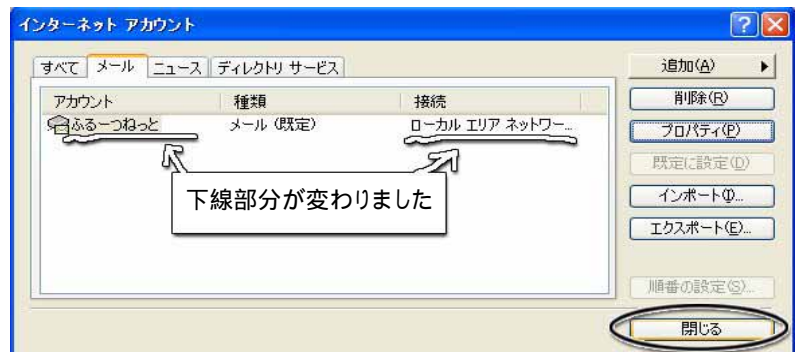 インターネット アカウント
すべて メール ニュース ディレクトリ サービス
アカウント 種類 接続
ふるーつねっと メール (既定) ローカル エリア ネットワー...
下線部分が変わりました
追加(A)
削除(R)
プロパティ(P)
既定に設定(D)
インポート(I)...
エクスポート(E)...
順番の設定(S)...
閉じる